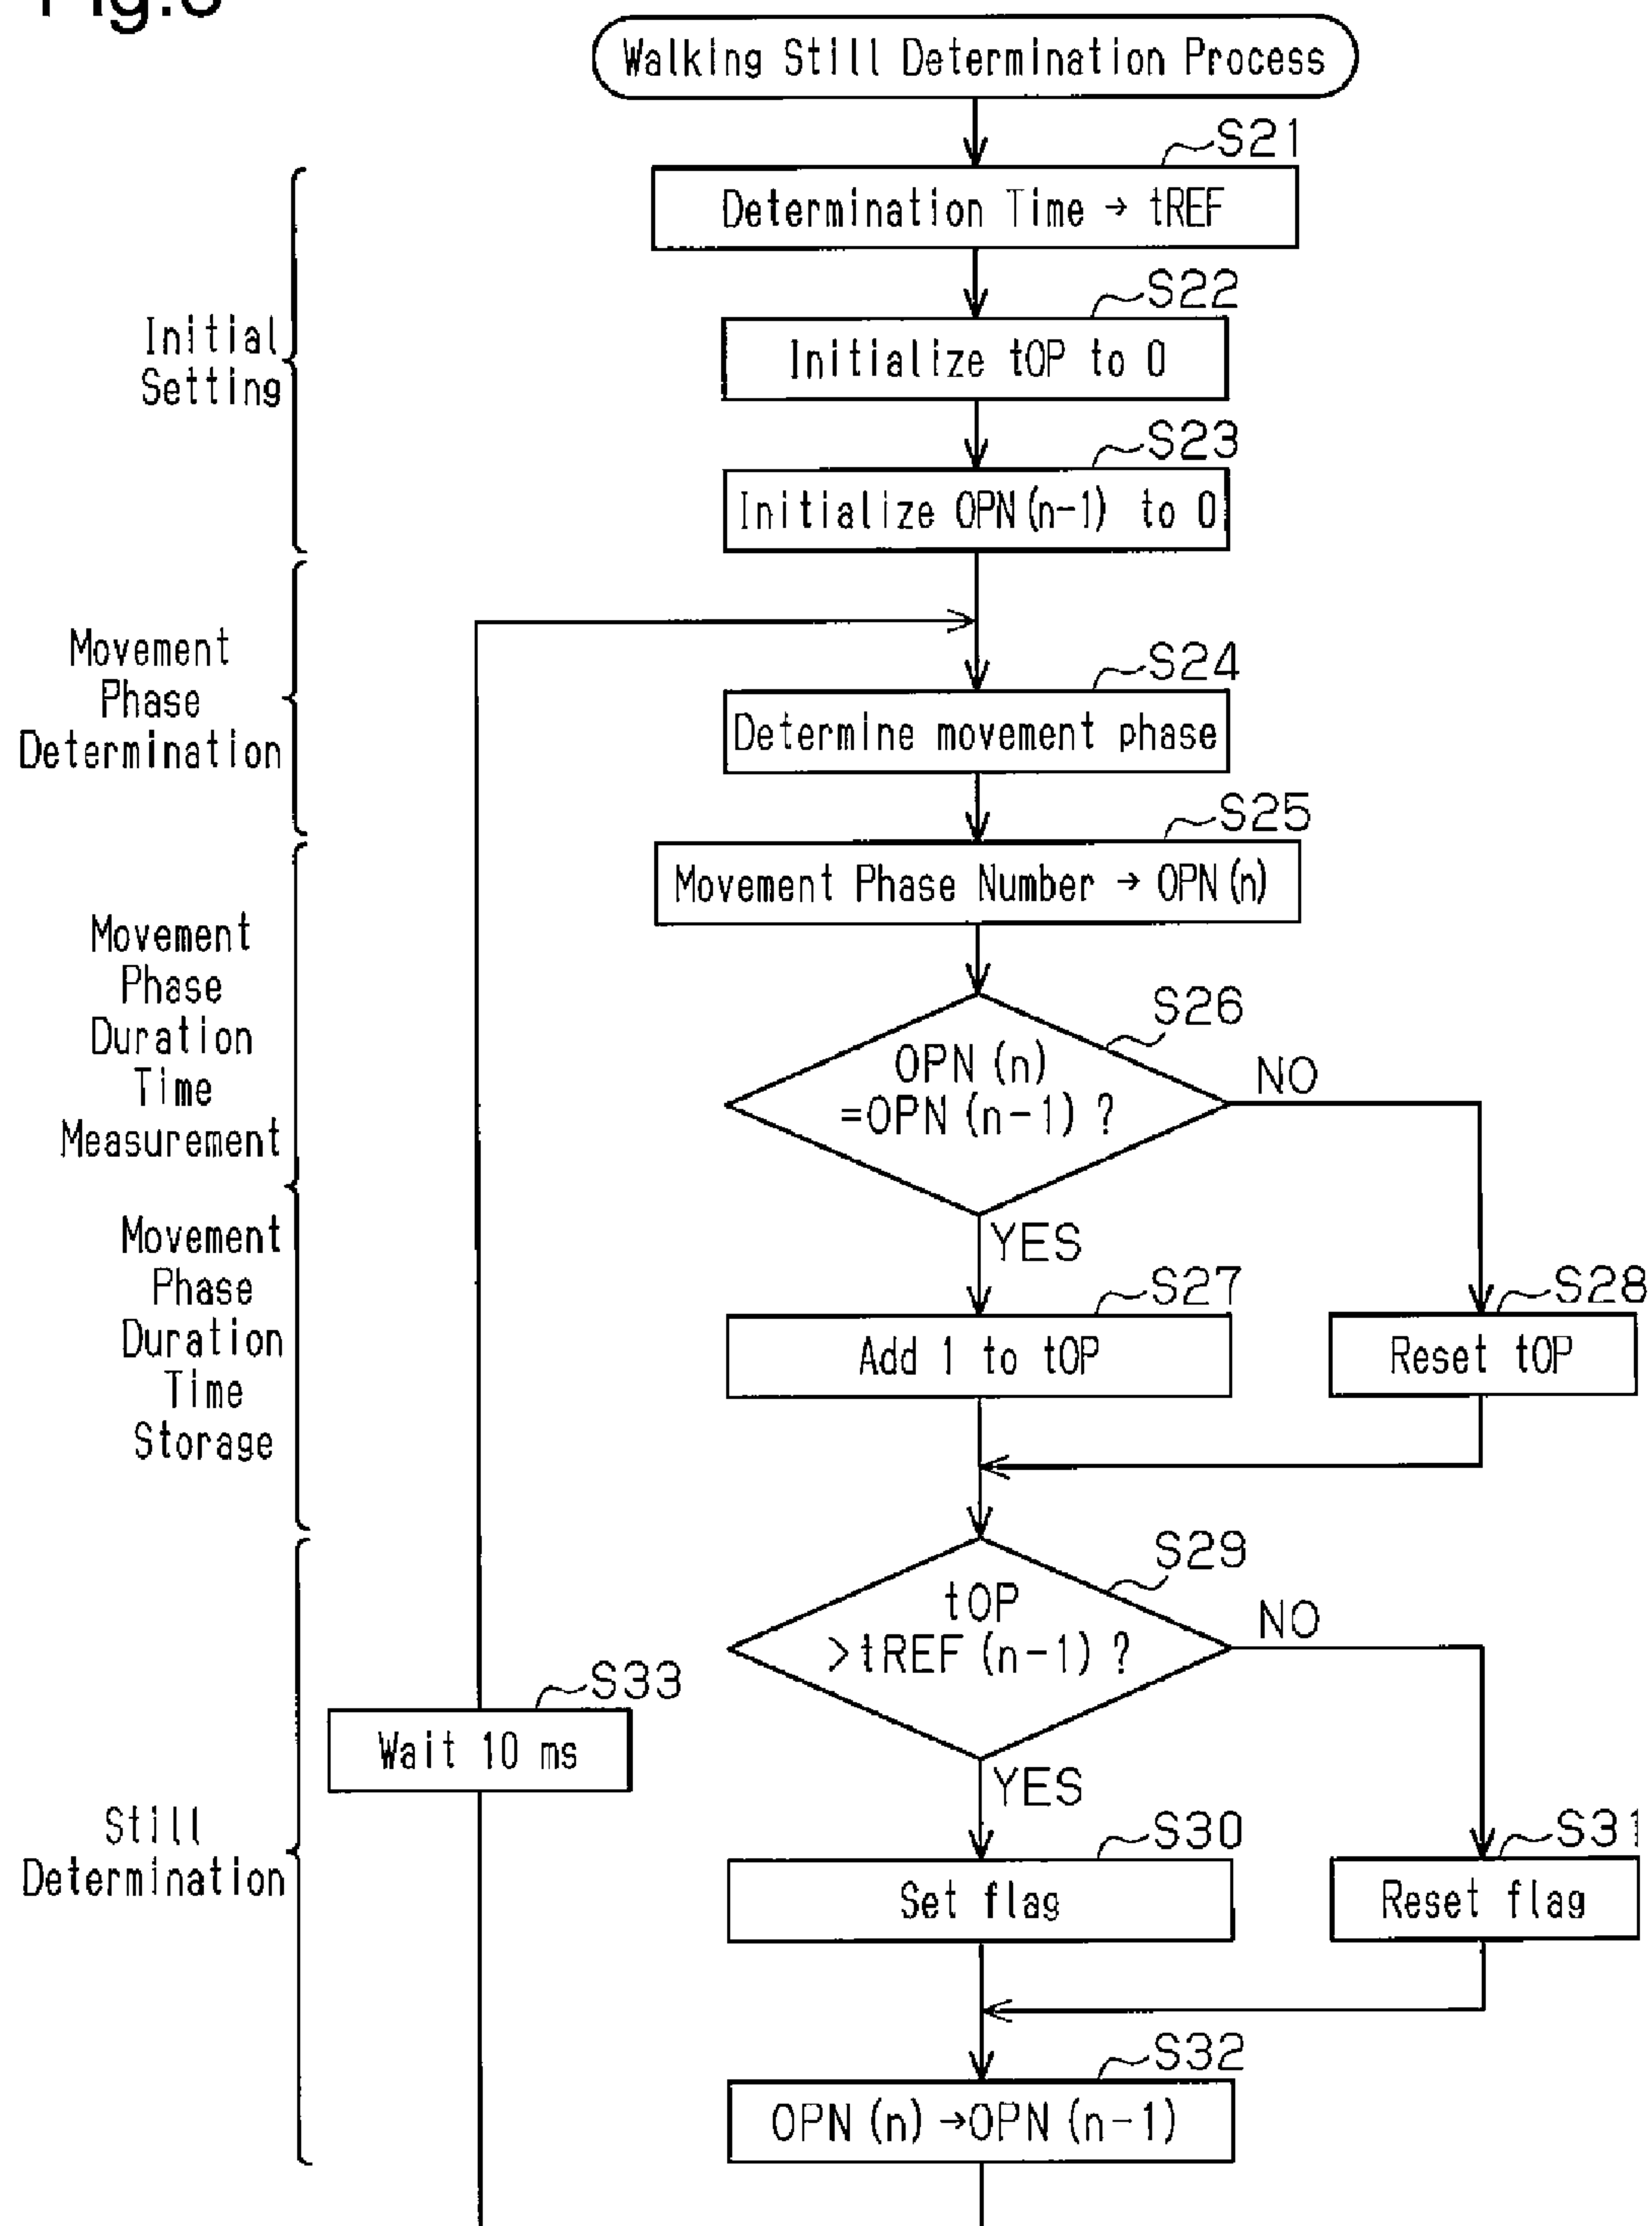 Walking Still Determination Process
S21
Determination Time → tREF
S22
Initialize tOP to 0
S23
Initialize OPN(n-1) to 0
Initial
Setting
S24
Determine movement phase
Movement
Phase
Determination
S25
Movement Phase Number → OPN(n)
S26
OPN(n)
=OPN(n-1)?
NO
YES
S27
Add 1 to tOP
S28
Reset tOP
Movement
Phase
Duration
Time
Measurement
Movement
Phase
Duration
Time
Storage
S29
tOP
>tREF(n-1)?
NO
YES
S33
Wait 10 ms
S30
Set flag
S31
Reset flag
Still
Determination
S32
OPN(n)→OPN(n-1)